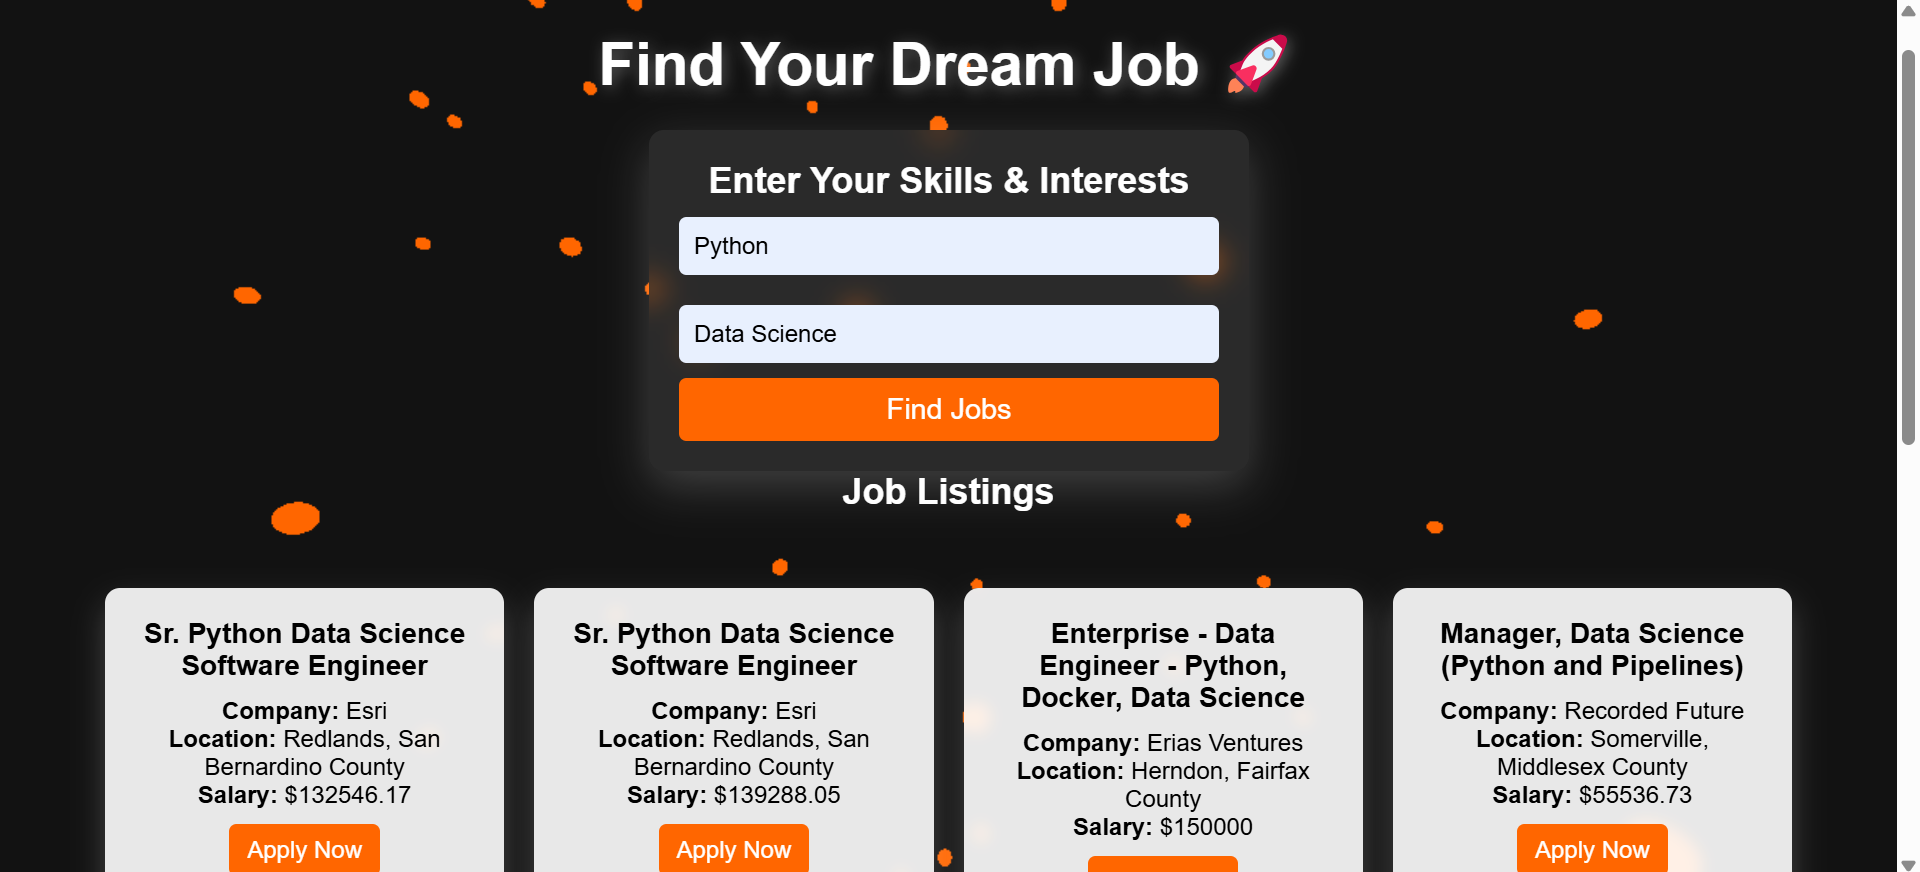 Find Your Dream Job 🚀
Enter Your Skills & Interests
Python
Data Science
Find Jobs
Job Listings
Sr. Python Data Science
Software Engineer
Company: Esri
Location: Redlands, San
Bernardino County
Salary: $132546.17
Apply Now
Sr. Python Data Science
Software Engineer
Company: Esri
Location: Redlands, San
Bernardino County
Salary: $139288.05
Apply Now
Enterprise - Data
Engineer - Python,
Docker, Data Science
Company: Erias Ventures
Location: Herndon, Fairfax
County
Salary: $150000
Manager, Data Science
(Python and Pipelines)
Company: Recorded Future
Location: Somerville,
Middlesex County
Salary: $55536.73
Apply Now